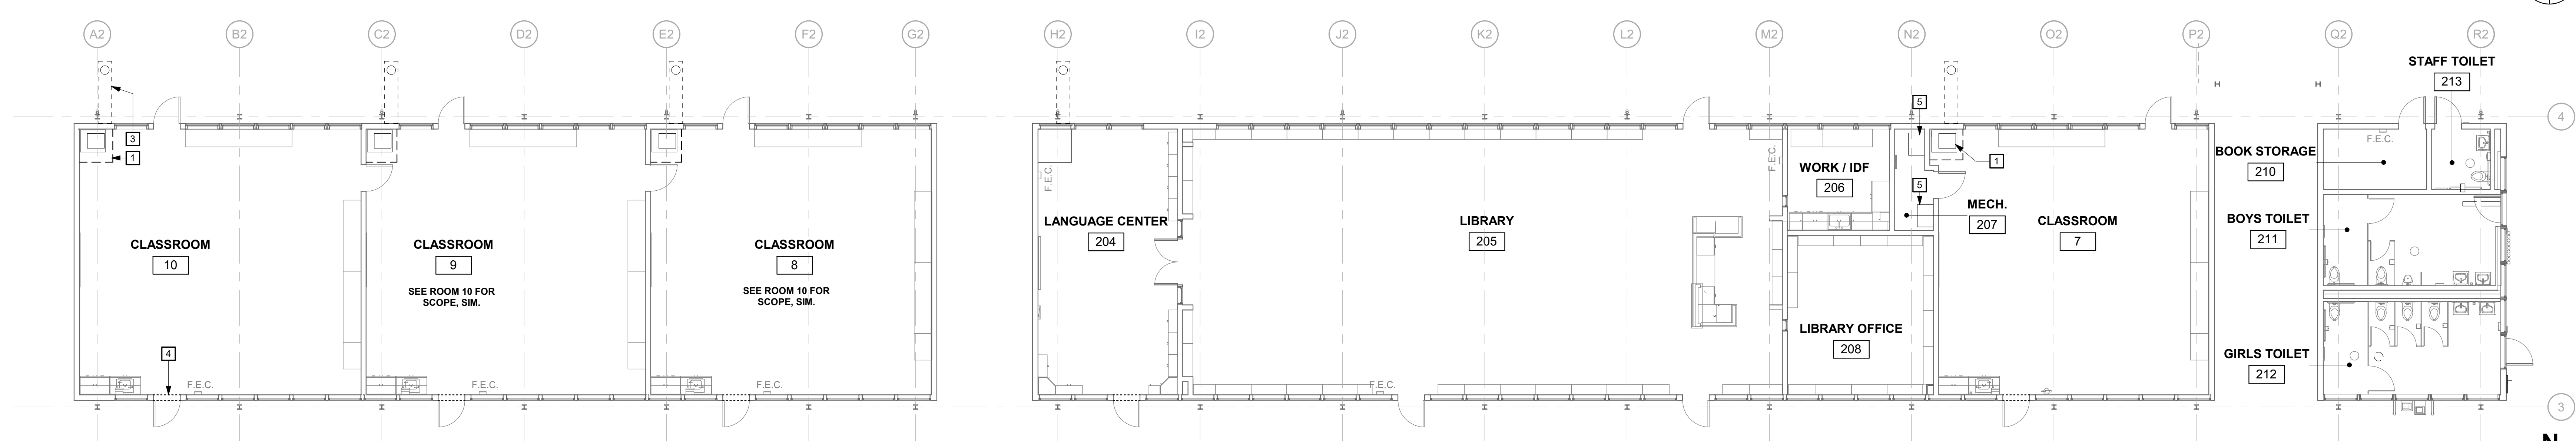 A2 B2 C2 D2 E2 F2 G2 H2 I2 J2 K2 L2 M2 N2 O2 P2 Q2 R2
STAFF TOILET
213
5
4
3
1
F.E.C.
F.E.C.
F.E.C.
1
BOOK STORAGE
210
WORK / IDF
206
5
MECH.
207
LANGUAGE CENTER
204
LIBRARY
205
CLASSROOM
7
BOYS TOILET
211
CLASSROOM
10
CLASSROOM
9
SEE ROOM 10 FOR
SCOPE, SIM.
CLASSROOM
8
SEE ROOM 10 FOR
SCOPE, SIM.
LIBRARY OFFICE
208
GIRLS TOILET
212
4
F.E.C.
F.E.C.
F.E.C.
F.E.C.
3
N